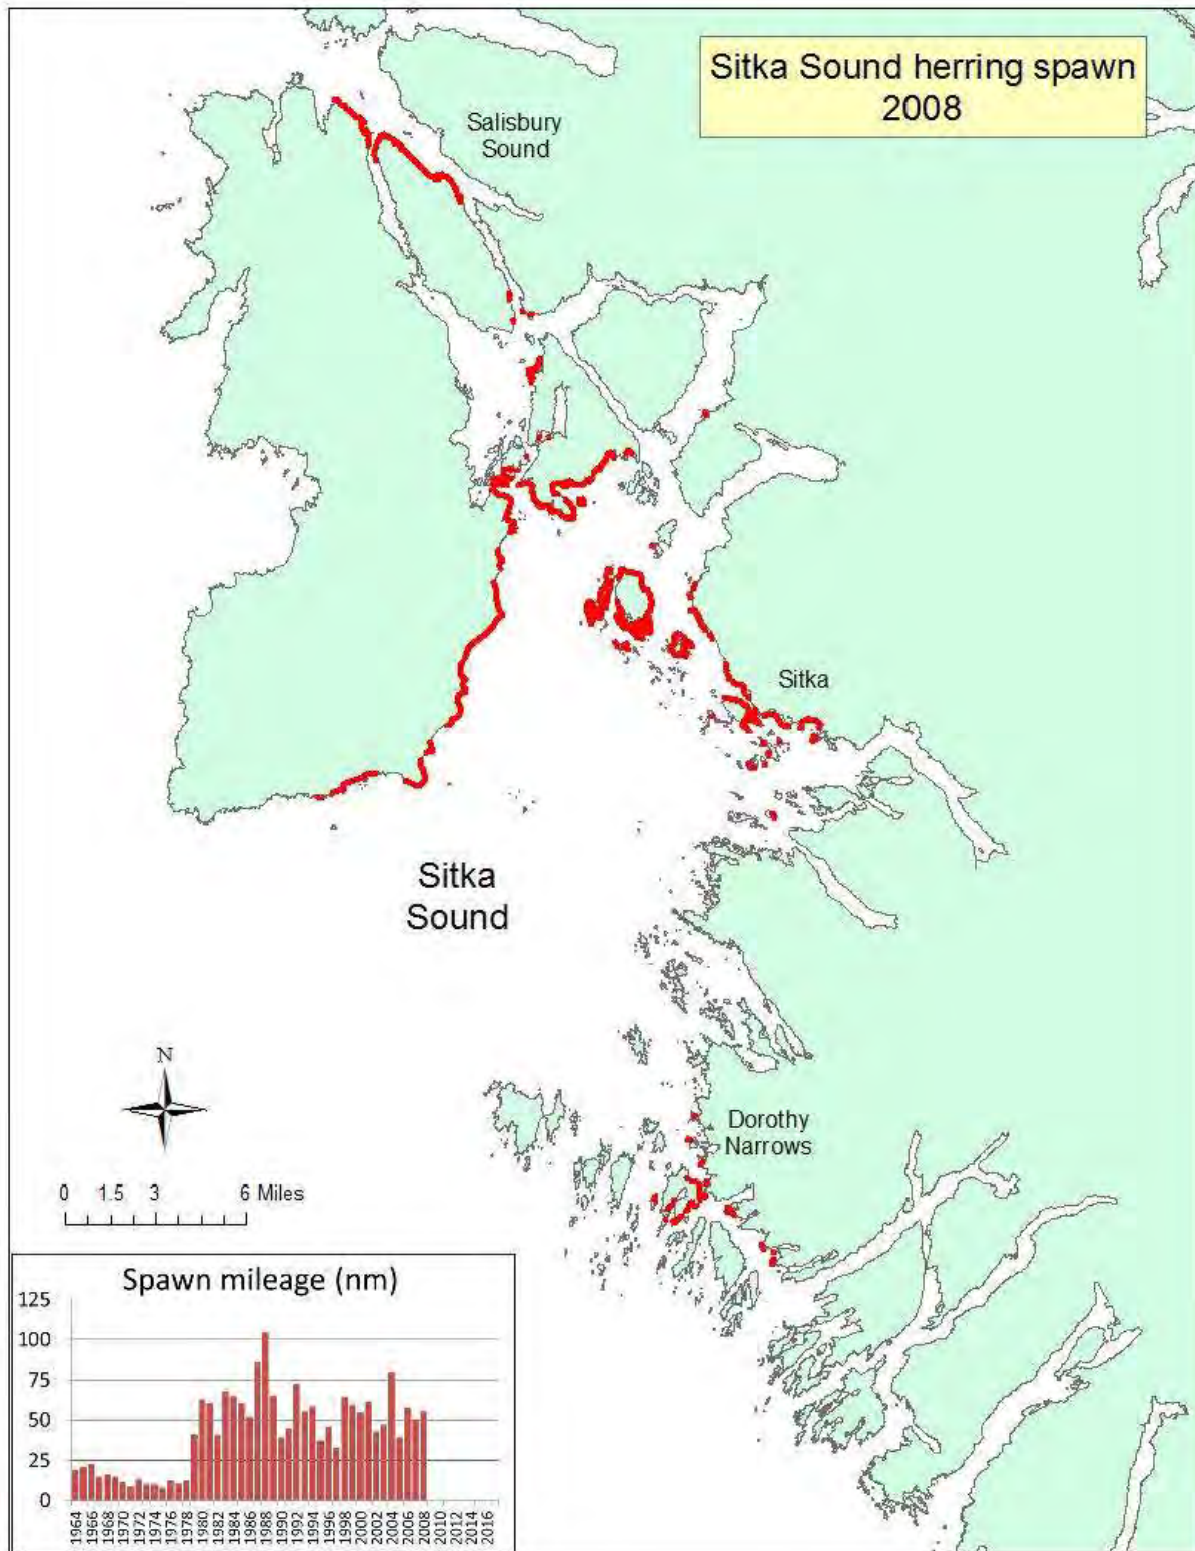 Sitka Sound herring spawn
2008
Salisbury
Sound
Sitka
Sitka
Sound
N
Dorothy
Narrows
0 1.5 3 6 Miles
Spawn mileage (nm)
125
100
75
50
25
0
1964 1966 1968 1970 1972 1974 1976 1978 1980 1982 1984 1986 1988 1990 1992 1994 1996 1998 2000 2002 2004 2006 2008 2010 2012 2014 2016